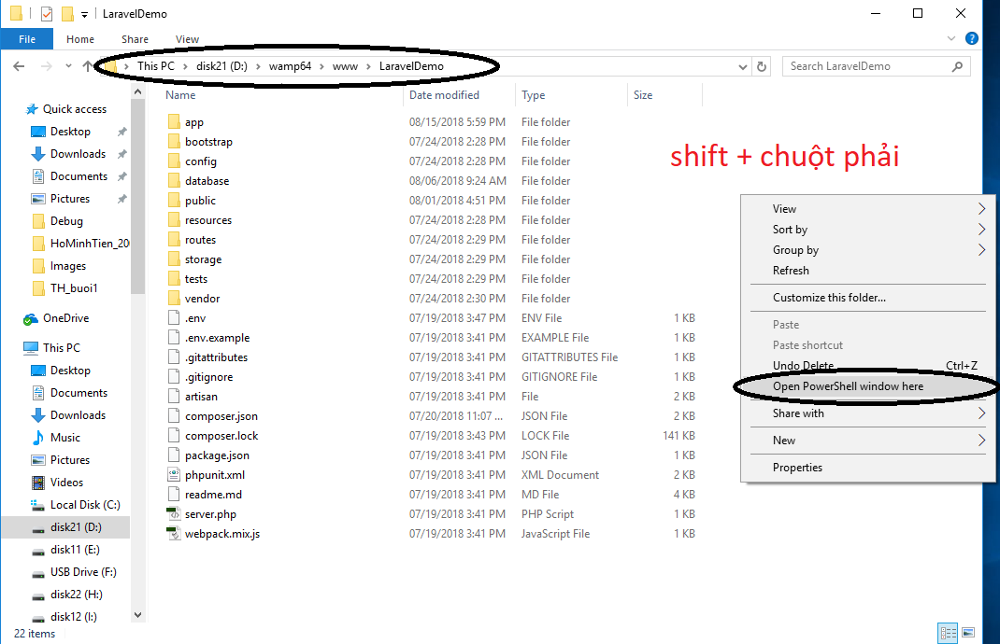 LaravelDemo
File Home Share View
This PC > disk21 (D:) > wamp64 > www > LaravelDemo
Search LaravelDemo
Quick access
Desktop
Downloads
Documents
Pictures
Debug
HoMinhTien_20
Images
TH_buoi1
OneDrive
This PC
Desktop
Documents
Downloads
Music
Pictures
Videos
Local Disk (C:)
disk21 (D:)
disk11 (E:)
USB Drive (F:)
disk22 (H:)
disk12 (I:)
Name Date modified Type Size
app 08/15/2018 5:59 PM File folder
bootstrap 07/24/2018 2:28 PM File folder
config 07/24/2018 2:28 PM File folder
database 08/06/2018 9:24 AM File folder
public 08/01/2018 4:51 PM File folder
resources 07/24/2018 2:28 PM File folder
routes 07/24/2018 2:29 PM File folder
storage 07/24/2018 2:29 PM File folder
tests 07/24/2018 2:29 PM File folder
vendor 07/24/2018 2:30 PM File folder
.env 07/19/2018 3:47 PM ENV File 1 KB
.env.example 07/19/2018 3:41 PM EXAMPLE File 1 KB
.gitattributes 07/19/2018 3:41 PM GITATTRIBUTES File 1 KB
.gitignore 07/19/2018 3:41 PM GITIGNORE File 1 KB
artisan 07/19/2018 3:41 PM File 2 KB
composer.json 07/20/2018 11:07 ... JSON File 2 KB
composer.lock 07/19/2018 3:43 PM LOCK File 141 KB
package.json 07/19/2018 3:41 PM JSON File 2 KB
phpunit.xml 07/19/2018 3:41 PM XML Document 2 KB
readme.md 07/19/2018 3:41 PM MD File 4 KB
server.php 07/19/2018 3:41 PM PHP Script 1 KB
webpack.mix.js 07/19/2018 3:41 PM JavaScript File 1 KB
shift + chuột phải
View
Sort by
Group by
Refresh
Customize this folder...
Paste
Paste shortcut
Undo Delete Ctrl+Z
Open PowerShell window here
Share with
New
Properties
22 items